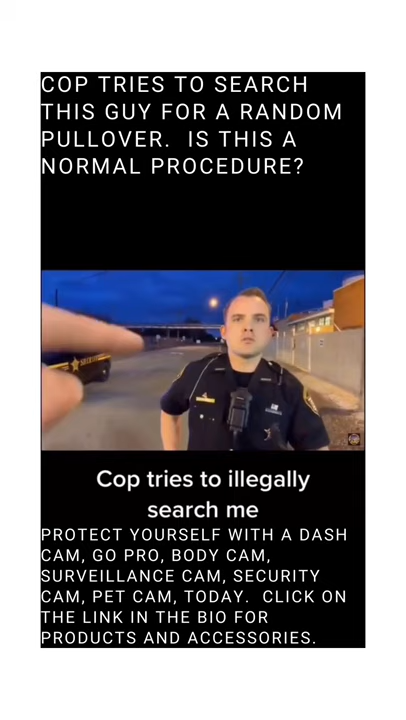 COP TRIES TO SEARCH
THIS GUY FOR A RANDOM
PULLOVER. IS THIS A
NORMAL PROCEDURE?
SHERIFF
Cop tries to illegally
search me
PROTECT YOURSELF WITH A DASH
CAM, GO PRO, BODY CAM,
SURVEILLANCE CAM, SECURITY
CAM, PET CAM, TODAY. CLICK ON
THE LINK IN THE BIO FOR
PRODUCTS AND ACCESSORIES.